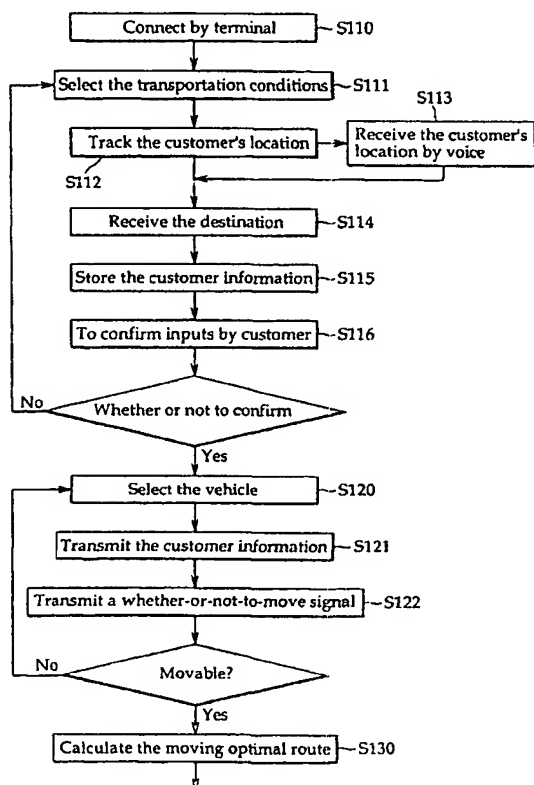 Connect by terminal
S110
Select the transportation conditions
S111
S113
Track the customer's location
Receive the customer's
location by voice
S112
Receive the destination
S114
Store the customer information
S115
To confirm inputs by customer
S116
No
Whether or not to confirm
Yes
Select the vehicle
S120
Transmit the customer information
S121
Transmit a whether-or-not-to-move signal
S122
No
Movable?
Yes
Calculate the moving optimal route
S130